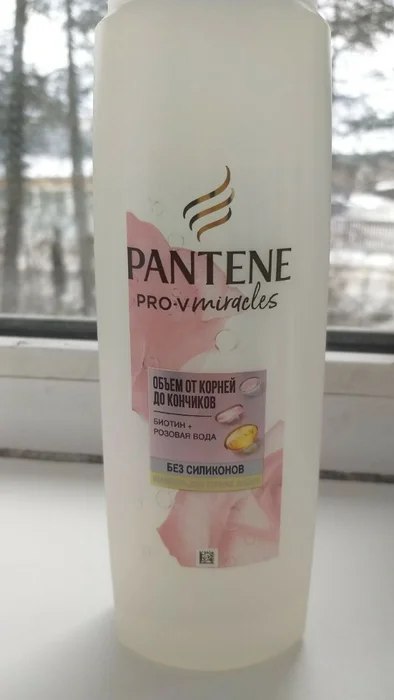 PANTENE
PRO-V miracles
ОБЪЕМ ОТ КОРНЕЙ
ДО КОНЧИКОВ
БИОТИН +
РОЗОВАЯ ВОДА
БЕЗ СИЛИКОНОВ